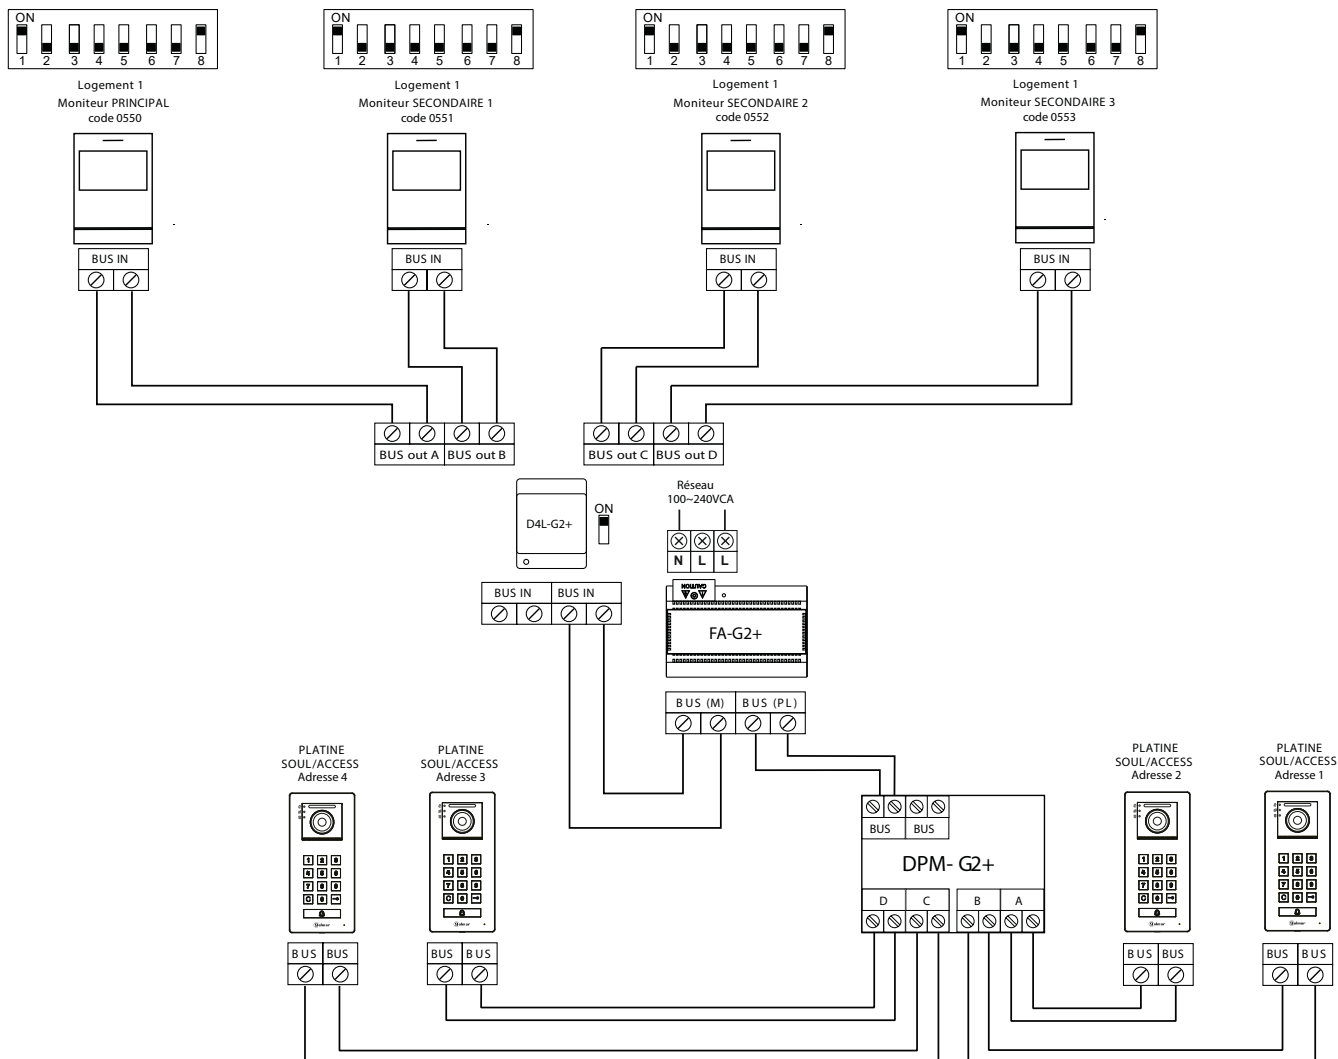 ON ON ON ON
1 2 3 4 5 6 7 8 1 2 3 4 5 6 7 8 1 2 3 4 5 6 7 8 1 2 3 4 5 6 7 8
Logement 1
Moniteur PRINCIPAL
code 0550
Logement 1
Moniteur SECONDAIRE 1
code 0551
Logement 1
Moniteur SECONDAIRE 2
code 0552
Logement 1
Moniteur SECONDAIRE 3
code 0553
BUS IN BUS IN BUS IN BUS IN
BUS out A BUS out B BUS out C BUS out D
D4L-G2+
ON
Réseau
100~240VCA
N L L
CAUTION
BUS IN BUS IN
FA-G2+
BUS (M) BUS (PL)
PLATINE
SOUL/ACCESS
Adresse 4
PLATINE
SOUL/ACCESS
Adresse 3
PLATINE
SOUL/ACCESS
Adresse 2
PLATINE
SOUL/ACCESS
Adresse 1
BUS BUS
DPM- G2+
D C B A
BUS BUS BUS BUS BUS BUS BUS BUS